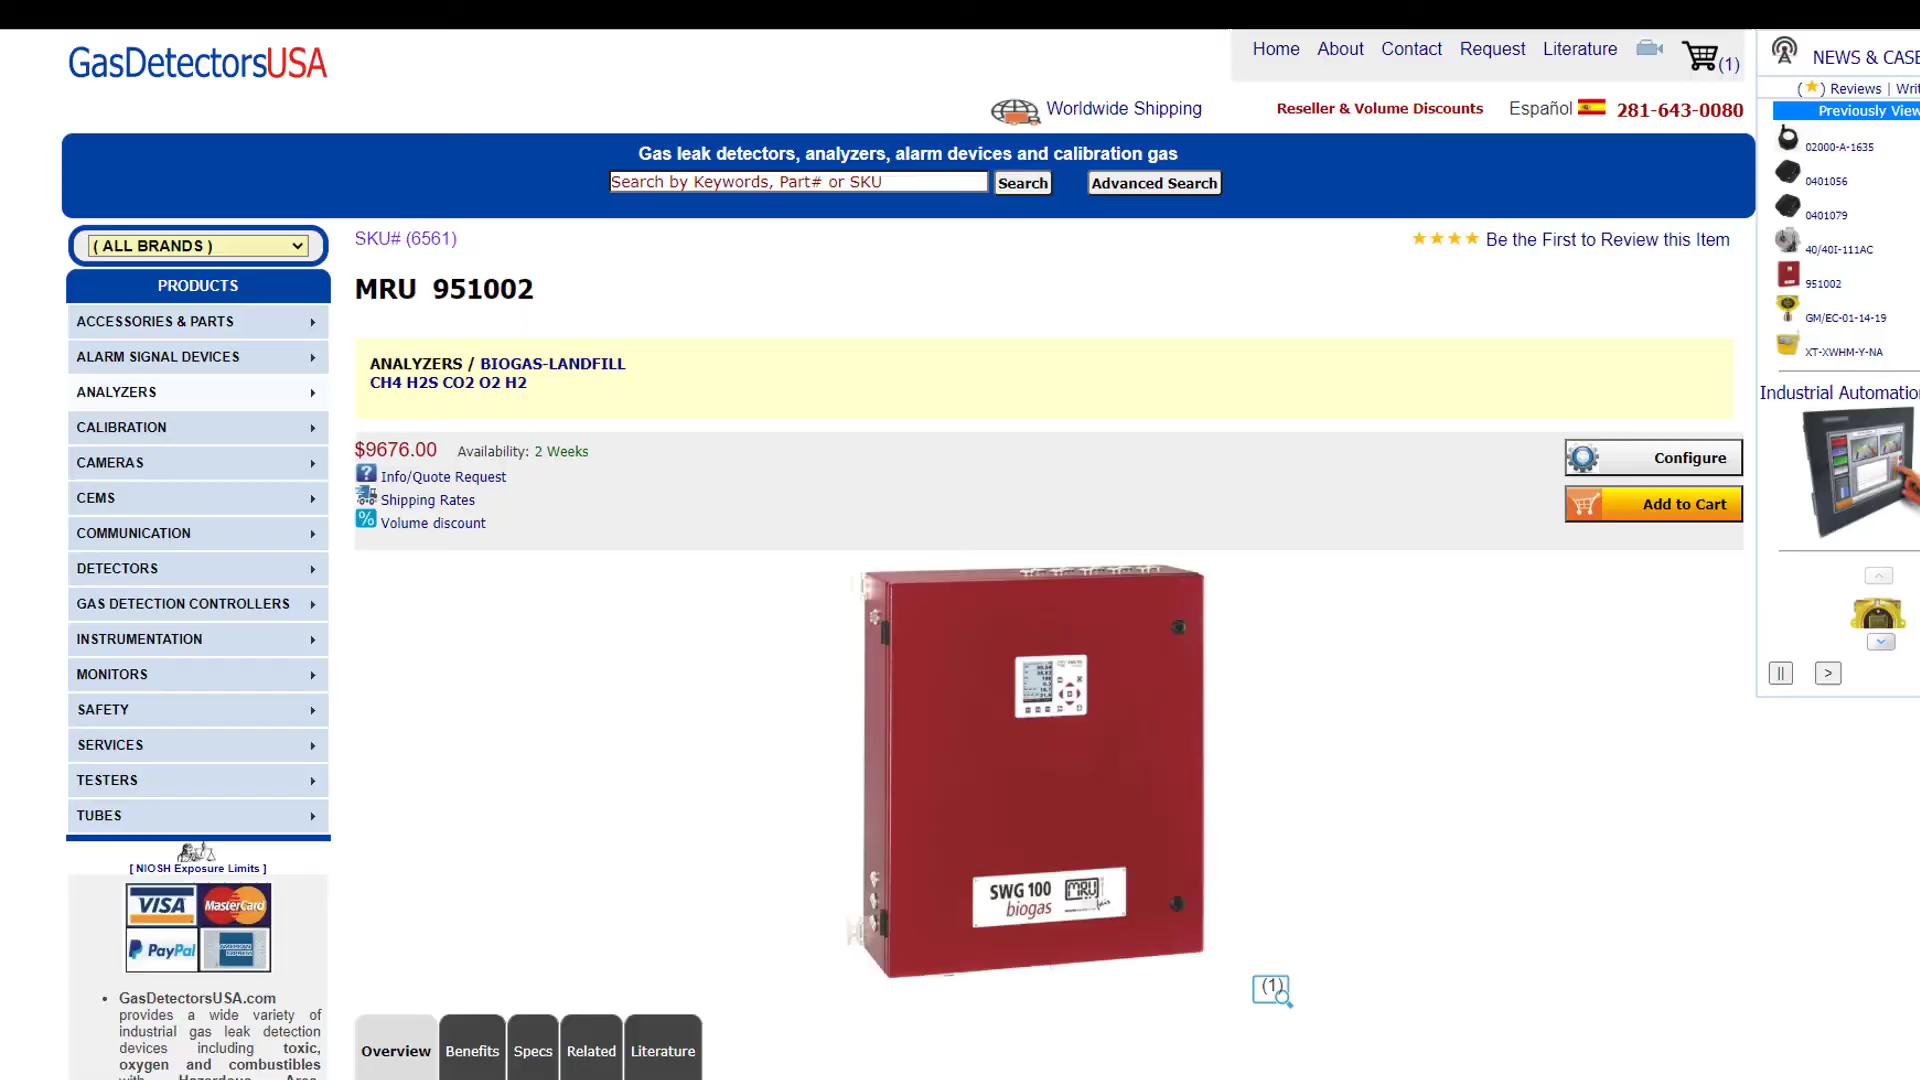 GasDetectorsUSA
Home About Contact Request Literature (1)
Worldwide Shipping
Reseller & Volume Discounts
Español
281-643-0080
Gas leak detectors, analyzers, alarm devices and calibration gas
Search by Keywords, Part# or SKU
Search
Advanced Search
( ALL BRANDS )
PRODUCTS
ACCESSORIES & PARTS
ALARM SIGNAL DEVICES
ANALYZERS
CALIBRATION
CAMERAS
CEMS
COMMUNICATION
DETECTORS
GAS DETECTION CONTROLLERS
INSTRUMENTATION
MONITORS
SAFETY
SERVICES
TESTERS
TUBES
[ NIOSH Exposure Limits ]
VISA MasterCard
PayPal AMERICAN EXPRESS
• GasDetectorsUSA.com
provides a wide variety of
industrial gas leak detection
devices including toxic,
oxygen and combustibles
SKU# (6561)
Be the First to Review this Item
MRU 951002
ANALYZERS / BIOGAS-LANDFILL
CH4 H2S CO2 O2 H2
$9676.00 Availability: 2 Weeks
Info/Quote Request
Shipping Rates
% Volume discount
Configure
Add to Cart
SWG 100
biogas
MRU
(1)
Overview Benefits Specs Related Literature
NEWS & CASE
( ) Reviews | Writ
Previously View
02000-A-1635
0401056
0401079
40/40I-111AC
951002
GM/EC-01-14-19
XT-XWHM-Y-NA
Industrial Automatio
||
>